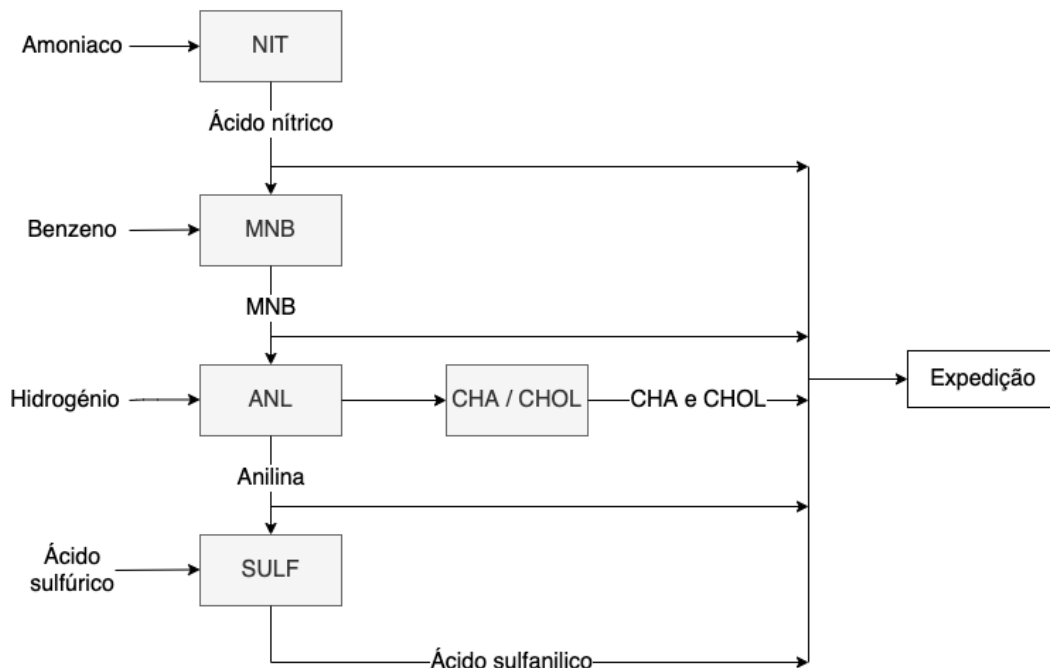 Amoniaco
NIT
Ácido nítrico
Benzeno
MNB
MNB
Hidrogénio
ANL
CHA / CHOL
CHA e CHOL
Expedição
Anilina
Ácido
sulfúrico
SULF
Ácido sulfanilico